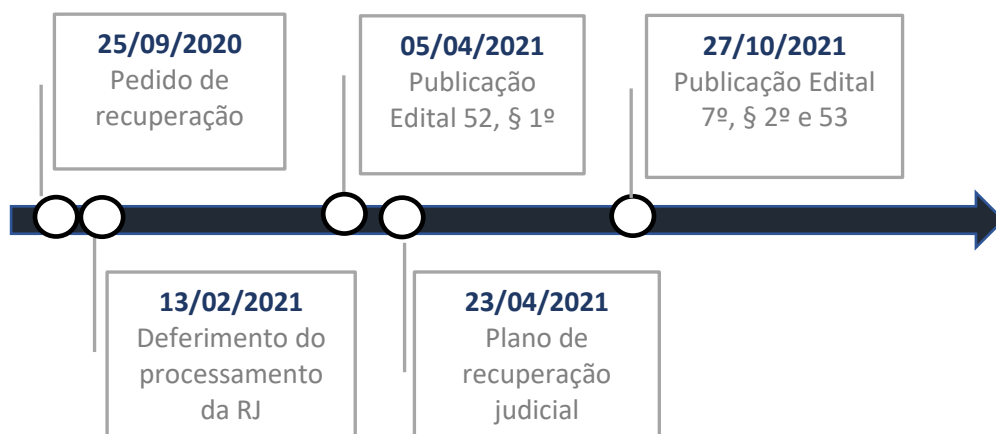 25/09/2020
Pedido de
recuperação
05/04/2021
Publicação
Edital 52, § 1º
27/10/2021
Publicação Edital
7º, § 2º e 53
13/02/2021
Deferimento do
processamento
da RJ
23/04/2021
Plano de
recuperação
judicial